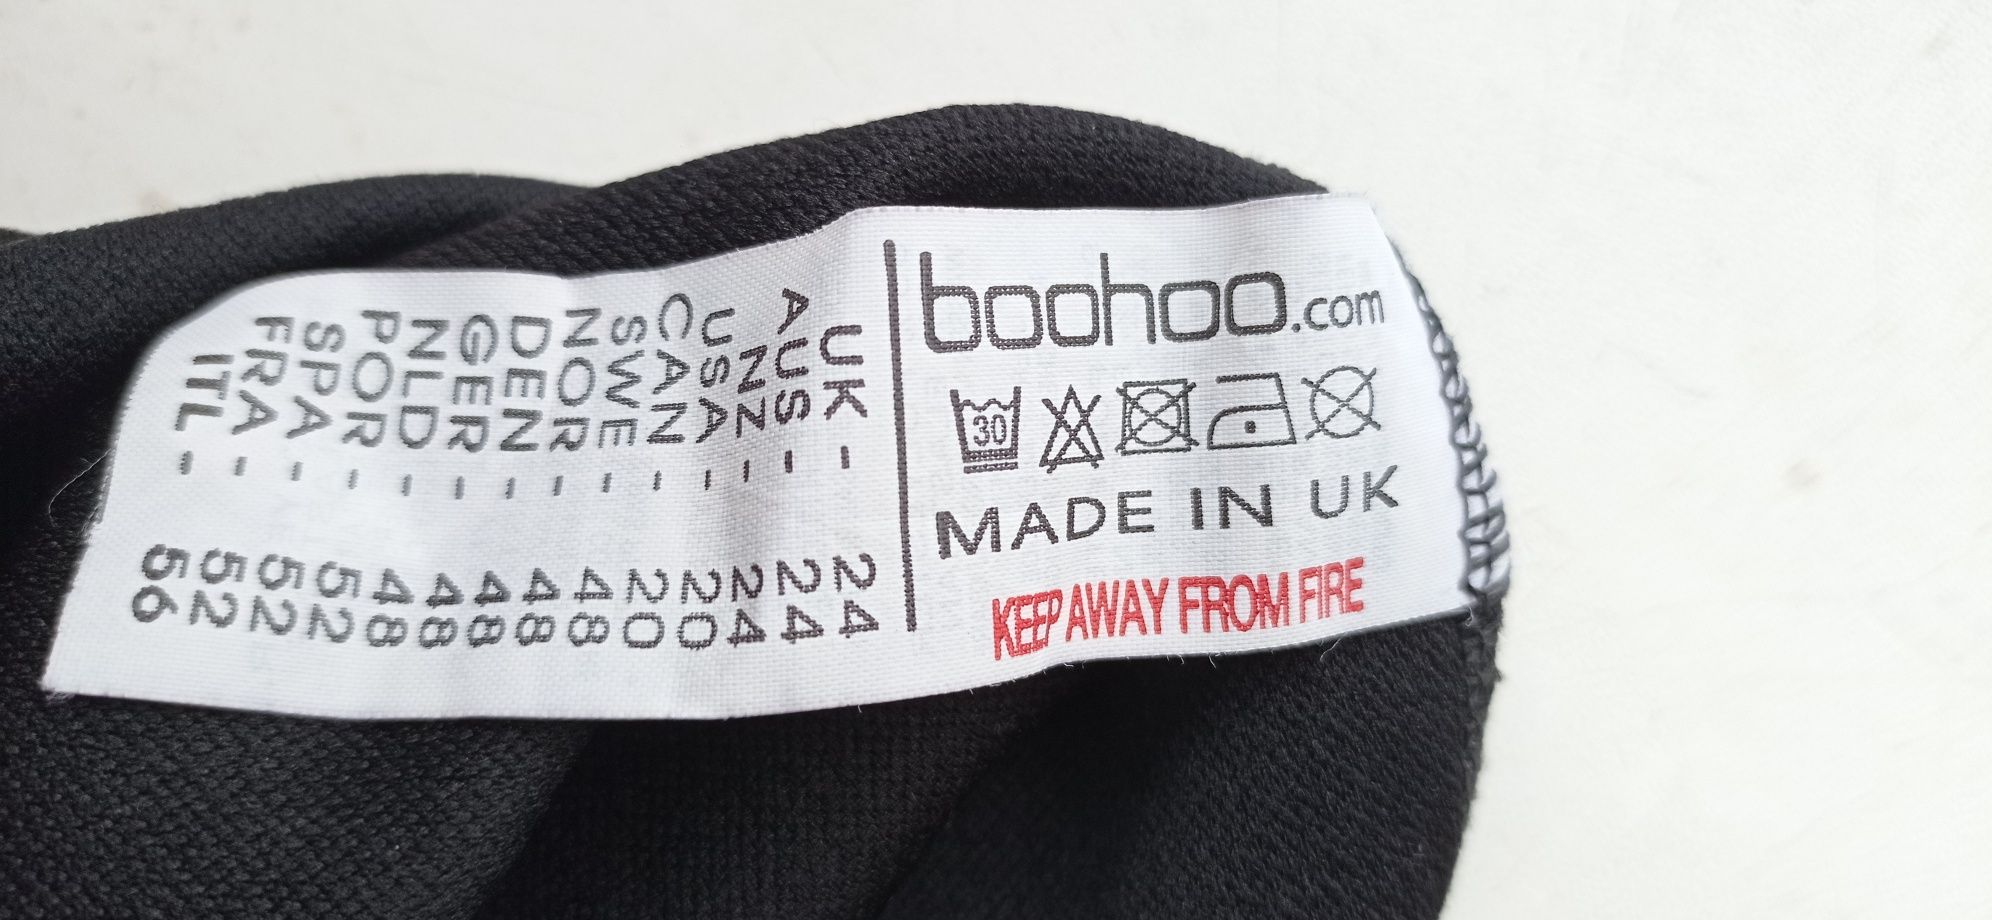 boohoo.com
30
MADE IN UK
KEEP AWAY FROM FIRE
UK - 24
AUS - 24
NZ - 24
USA - 20
CAN - 20
SWE - 48
NOR - 48
DEN - 48
GER - 48
NLD - 48
POR - 52
SPA - 52
FRA - 52
ITL - 56